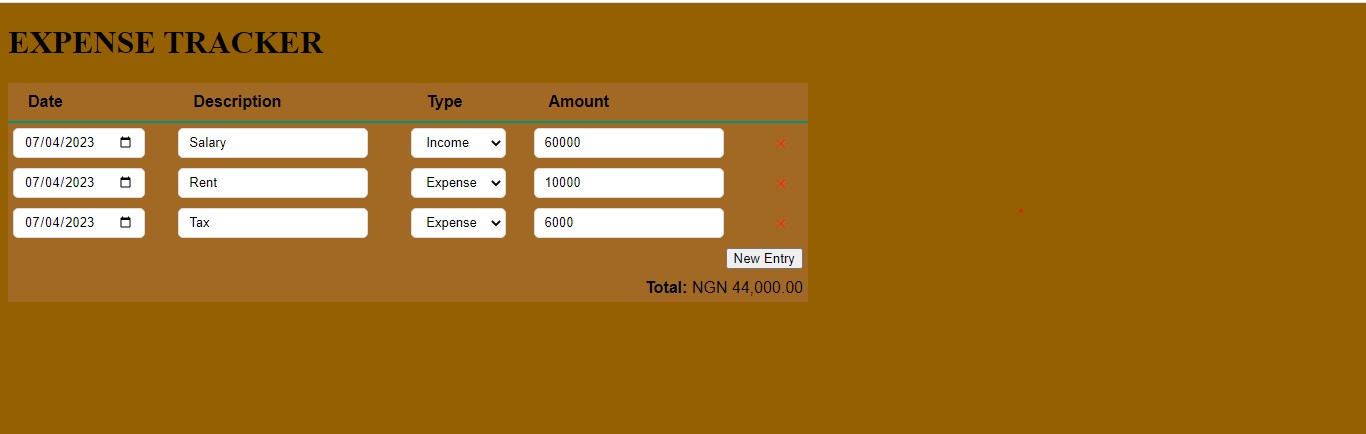 EXPENSE TRACKER
Date Description Type Amount
07/04/2023 Salary Income 60000 ×
07/04/2023 Rent Expense 10000 ×
07/04/2023 Tax Expense 6000 ×
New Entry
Total: NGN 44,000.00